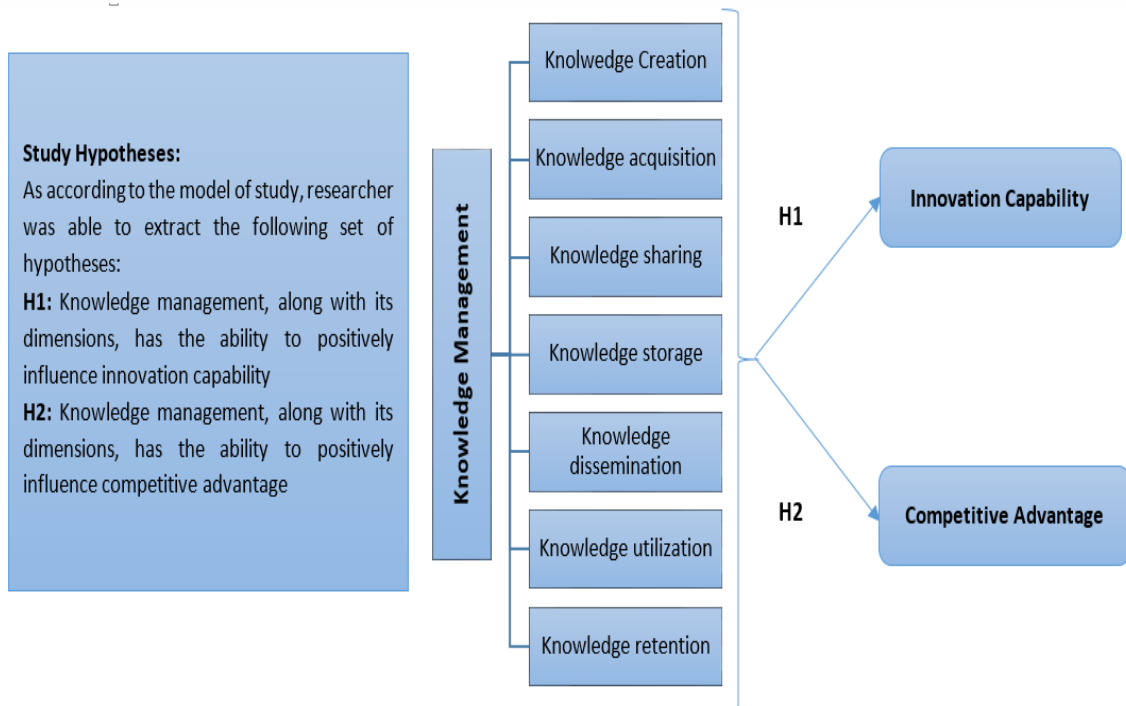 Study Hypotheses:
As according to the model of study, researcher
was able to extract the following set of
hypotheses:
H1: Knowledge management, along with its
dimensions, has the ability to positively
influence innovation capability
H2: Knowledge management, along with its
dimensions, has the ability to positively
influence competitive advantage
Knowledge Management
Knolwedge Creation
Knowledge acquisition
Knowledge sharing
Knowledge storage
Knowledge
dissemination
Knowledge utilization
Knowledge retention
H1
H2
Innovation Capability
Competitive Advantage